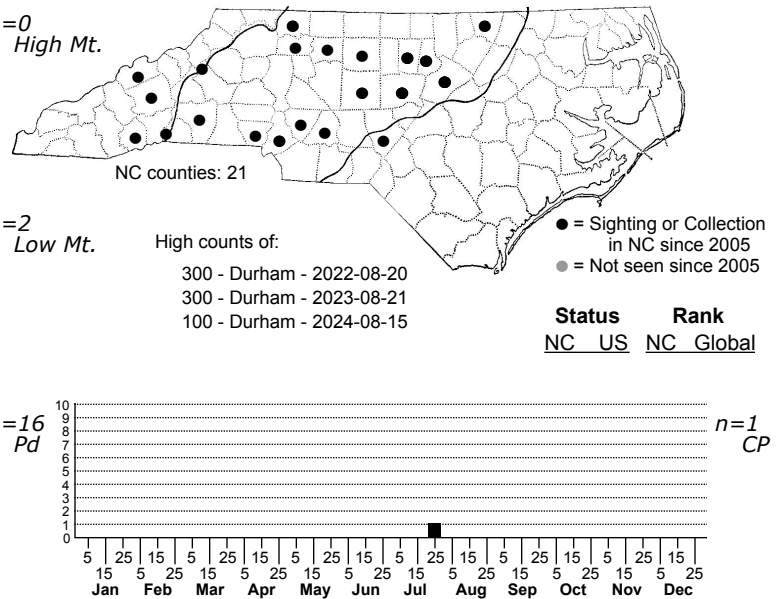 =0
High Mt.
NC counties: 21
=2
Low Mt.
High counts of:
300 - Durham - 2022-08-20
300 - Durham - 2023-08-21
100 - Durham - 2024-08-15
= Sighting or Collection
in NC since 2005
= Not seen since 2005
Status Rank
NC US NC Global
=16
Pd
n=1
CP
10
9
8
7
6
5
4
3
2
1
0
5 25 15 5 25 15 5 25 15 5 25 15 5 25 15 5 25 15
15 5 25 15 5 25 15 5 25 15 5 25 15 5 25 15 5 25
Jan Feb Mar Apr May Jun Jul Aug Sep Oct Nov Dec